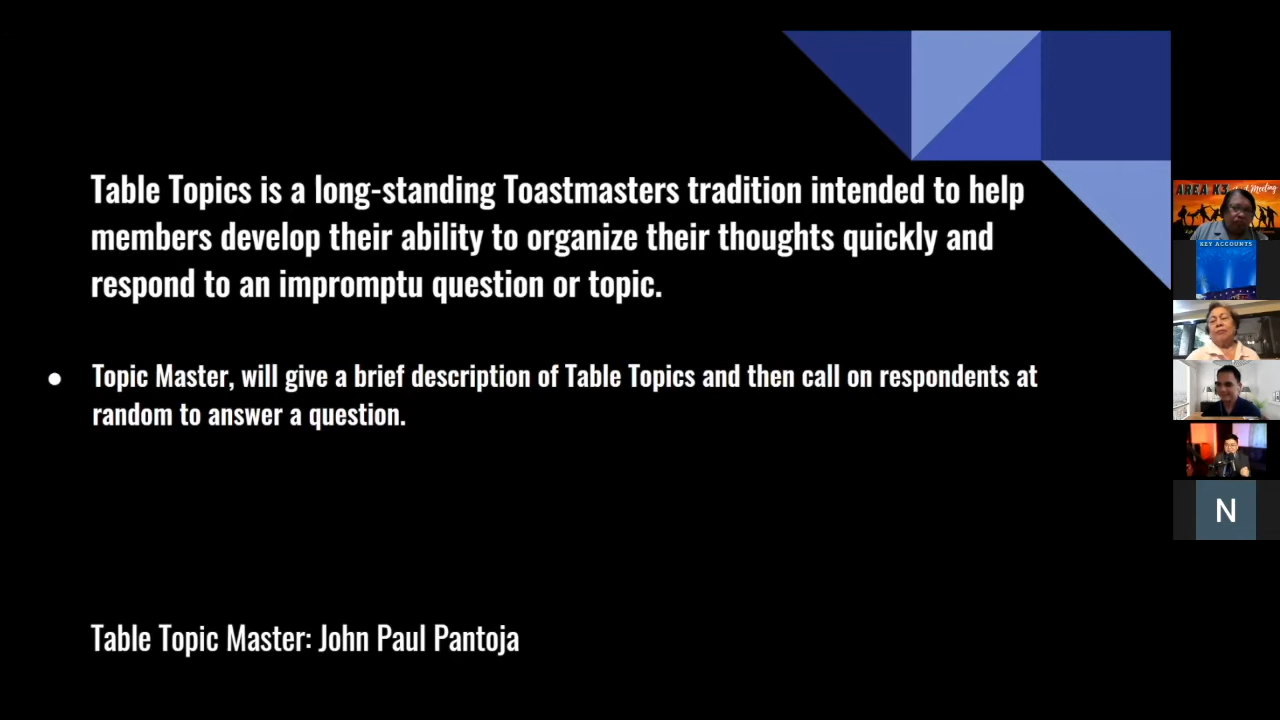 Table Topics is a long-standing Toastmasters tradition intended to help
members develop their ability to organize their thoughts quickly and
respond to an impromptu question or topic.
● Topic Master, will give a brief description of Table Topics and then call on respondents at
random to answer a question.
Table Topic Master: John Paul Pantoja
AREA K3
Meeting
KEY ACCOUNTS
N